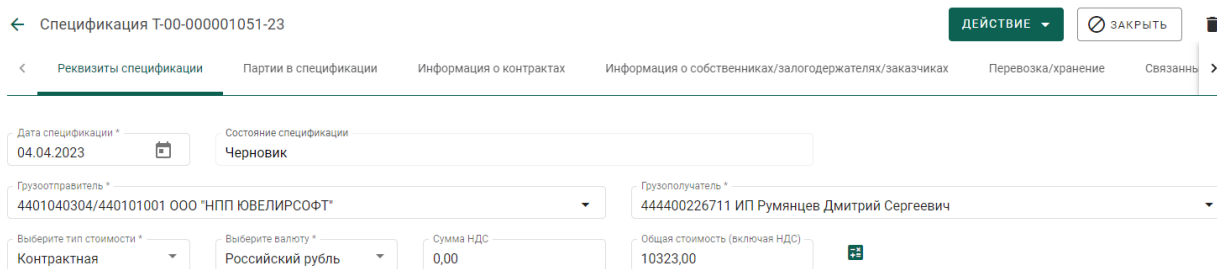 Спецификация Т-00-000001051-23 ДЕЙСТВИЕ ЗАКРЫТЬ
Реквизиты спецификации Партии в спецификации Информация о контрактах Информация о собственниках/залогодержателях/заказчиках Перевозка/хранение Связанны
Дата спецификации * Состояние спецификации
04.04.2023 Черновик
Грузоотправитель * Грузополучатель *
4401040304/440101001 ООО "НПП ЮВЕЛИРСОФТ" 444400226711 ИП Румянцев Дмитрий Сергеевич
Выберите тип стоимости * Выберите валюту * Сумма НДС Общая стоимость (включая НДС)
Контрактная Российский рубль 0,00 10323,00